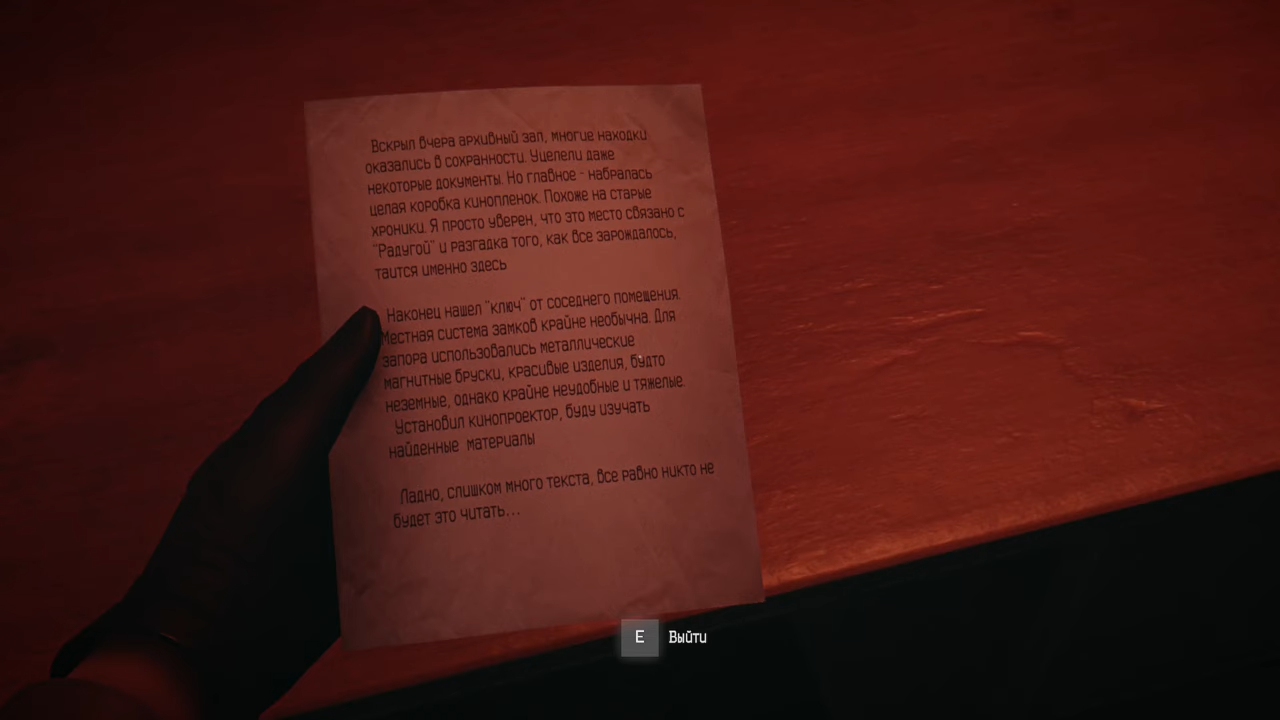 Вскрыл вчера архивный зал, многие находки
оказались в сохранности. Уцелели даже
некоторые документы. Но главное - набралась
целая коробка кинопленок. Похоже на старые
хроники. Я просто уверен, что это место связано с
"Радугой" и разгадка того, как все зарождалось,
таится именно здесь
Наконец нашел "ключ" от соседнего помещения.
Местная система замков крайне необычна. Для
запора использовались металлические
магнитные бруски, красивые изделия, будто
неземные, однако крайне неудобные и тяжелые.
Установил кинопроектор, буду изучать
найденные материалы
Ладно, слишком много текста, все равно никто не
будет это читать...
E Выйти